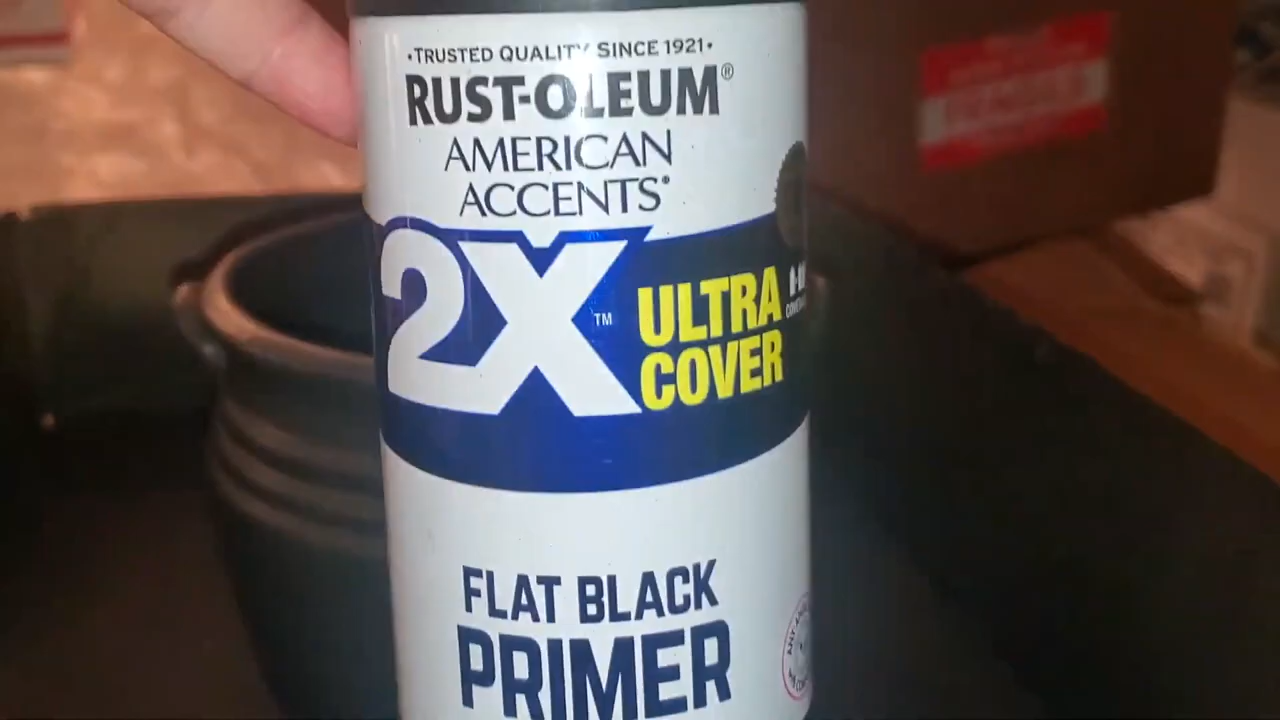 •TRUSTED QUALITY SINCE 1921•
RUST-OLEUM®
AMERICAN
ACCENTS®
2X™
ULTRA
COVER
FLAT BLACK
PRIMER